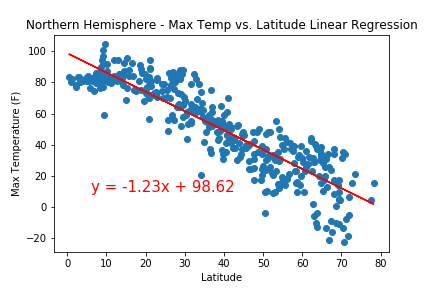 Northern Hemisphere - Max Temp vs. Latitude Linear Regression
100
80
60
40
20
0
−20
Max Temperature (F)
y = -1.23x + 98.62
0 10 20 30 40 50 60 70 80
Latitude